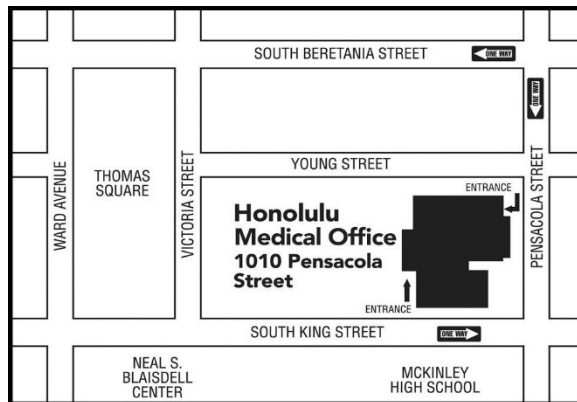 SOUTH BERETANIA STREET
ONE WAY
ONE WAY
WARD AVENUE
THOMAS
SQUARE
VICTORIA STREET
YOUNG STREET
PENSACOLA STREET
ENTRANCE
Honolulu
Medical Office
1010 Pensacola
Street
ENTRANCE
SOUTH KING STREET
ONE WAY
NEAL S.
BLAISDELL
CENTER
MCKINLEY
HIGH SCHOOL